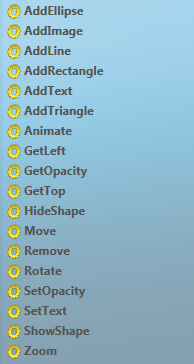 AddEllipse
AddImage
AddLine
AddRectangle
AddText
AddTriangle
Animate
GetLeft
GetOpacity
GetTop
HideShape
Move
Remove
Rotate
SetOpacity
SetText
ShowShape
Zoom